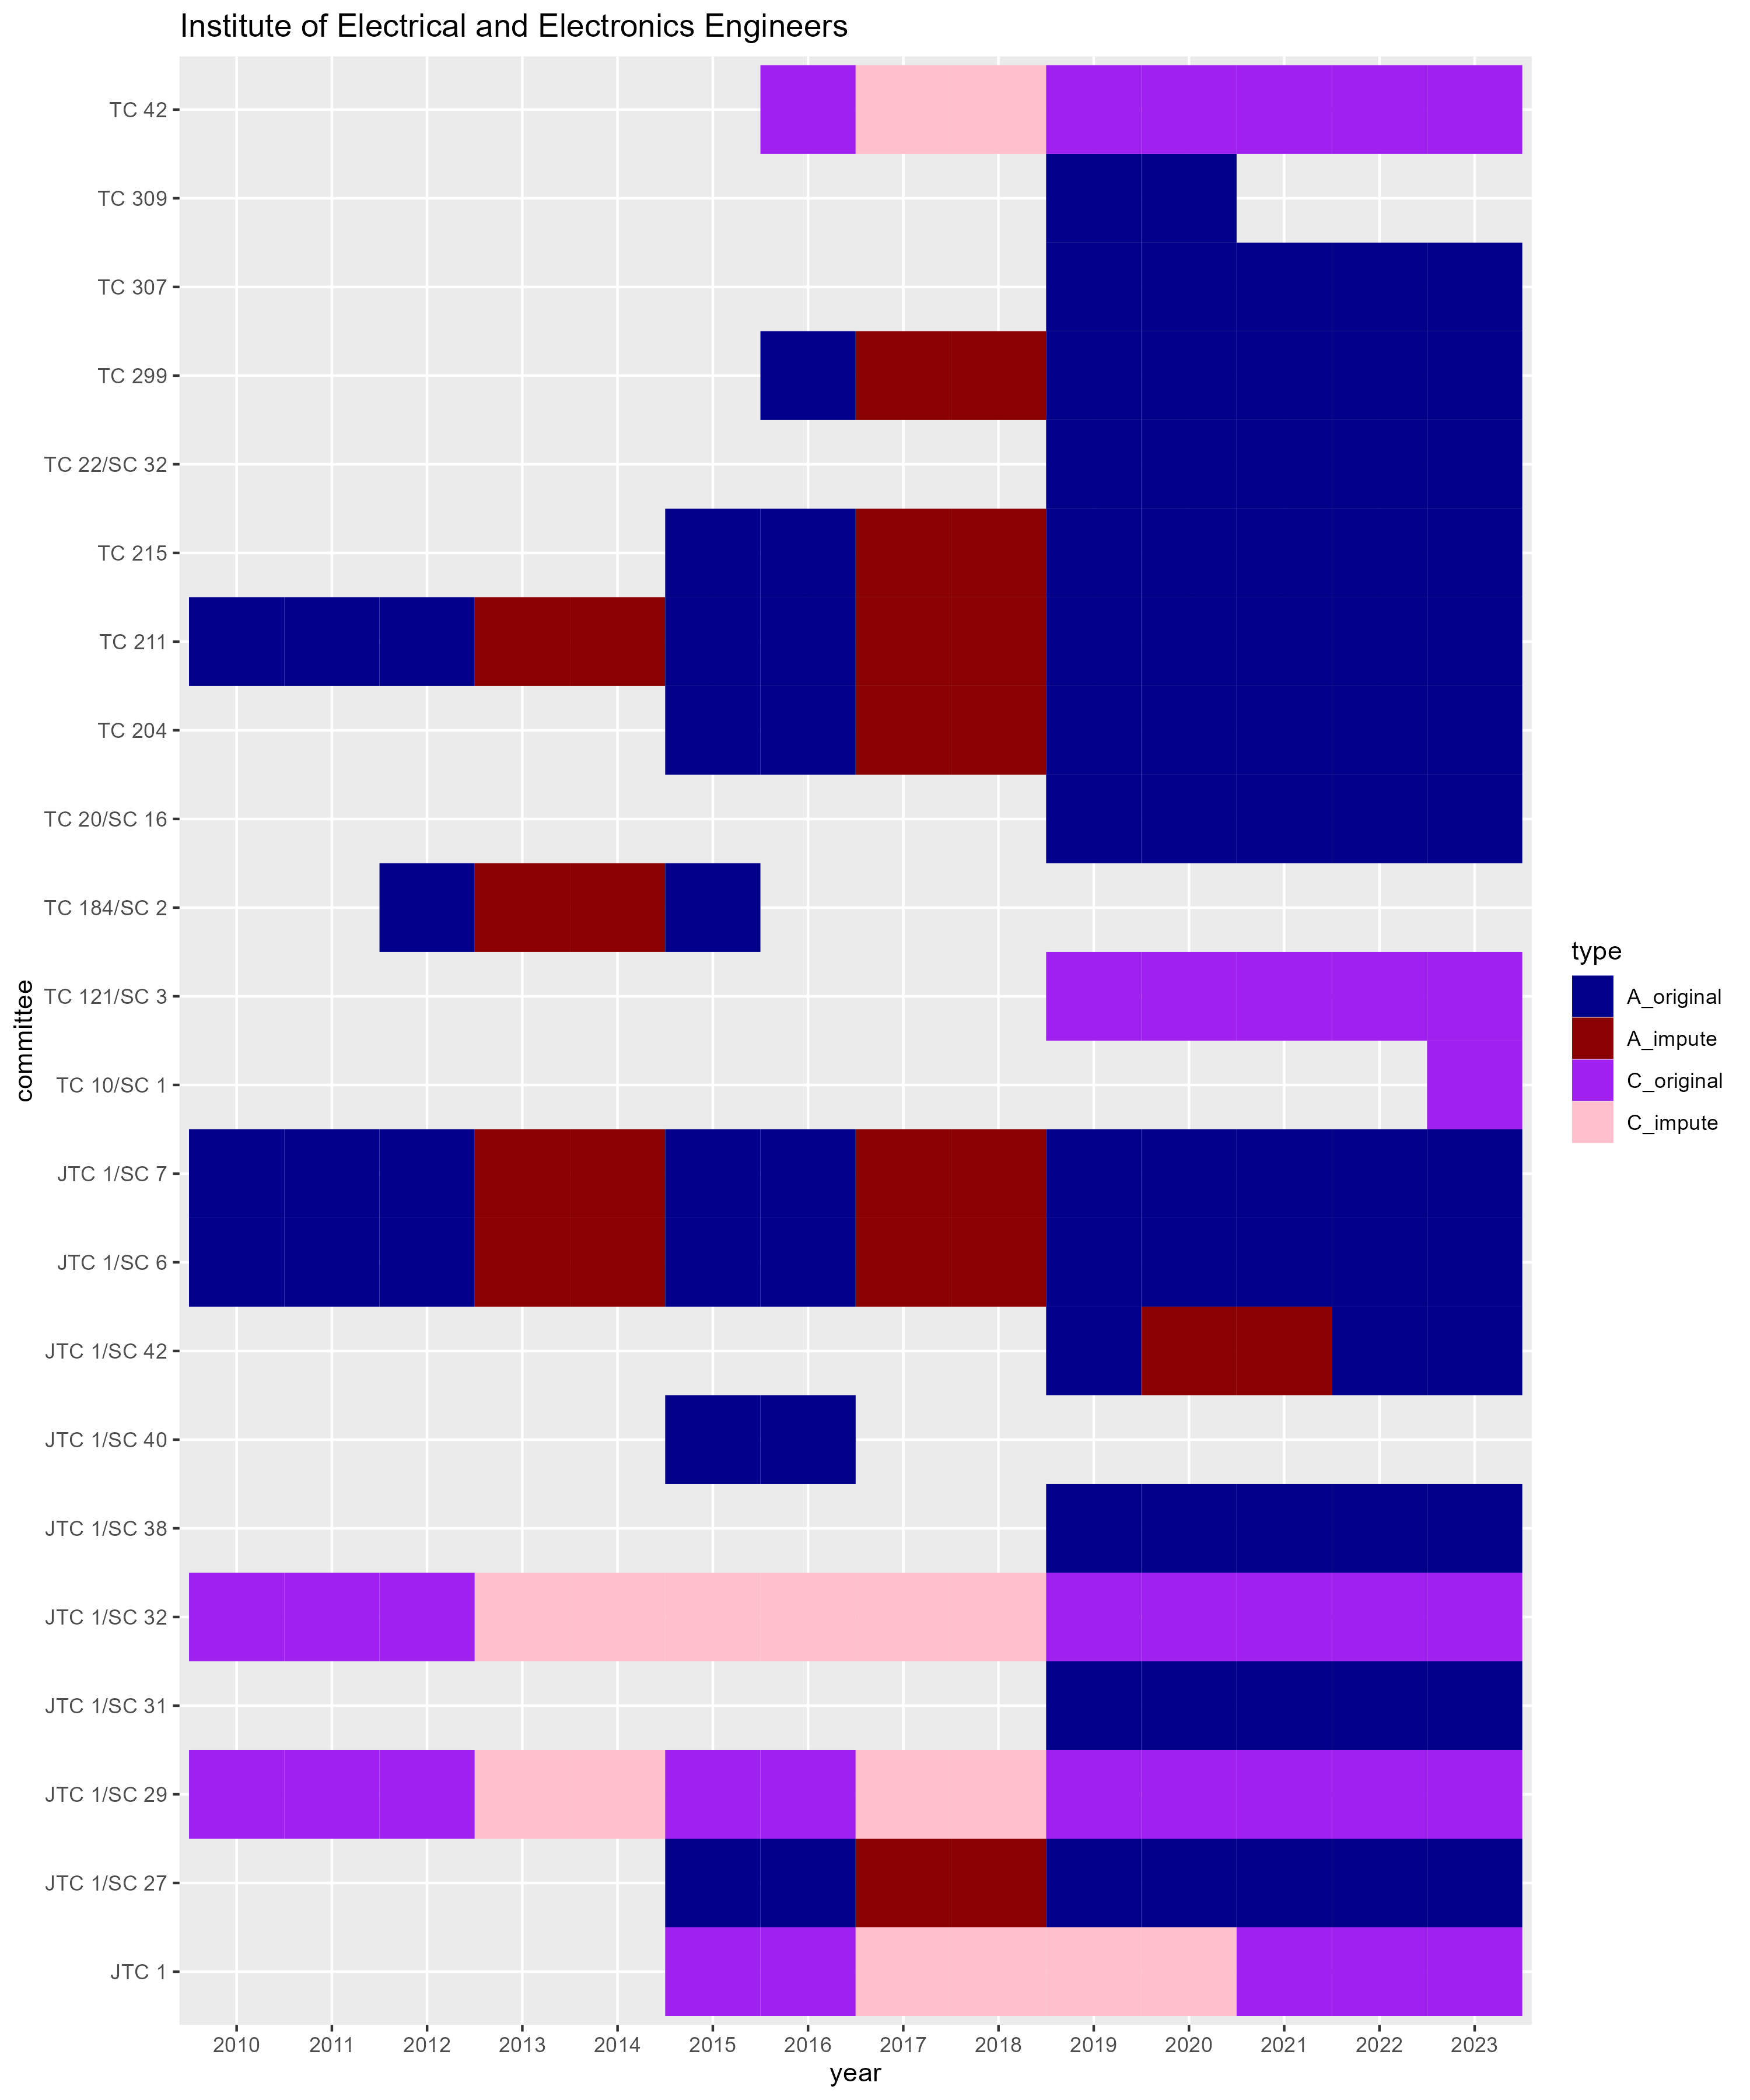 Institute of Electrical and Electronics Engineers
committee
TC 42
TC 309
TC 307
TC 299
TC 22/SC 32
TC 215
TC 211
TC 204
TC 20/SC 16
TC 184/SC 2
TC 121/SC 3
TC 10/SC 1
JTC 1/SC 7
JTC 1/SC 6
JTC 1/SC 42
JTC 1/SC 40
JTC 1/SC 38
JTC 1/SC 32
JTC 1/SC 31
JTC 1/SC 29
JTC 1/SC 27
JTC 1
2010 2011 2012 2013 2014 2015 2016 2017 2018 2019 2020 2021 2022 2023
year
type
A_original
A_impute
C_original
C_impute